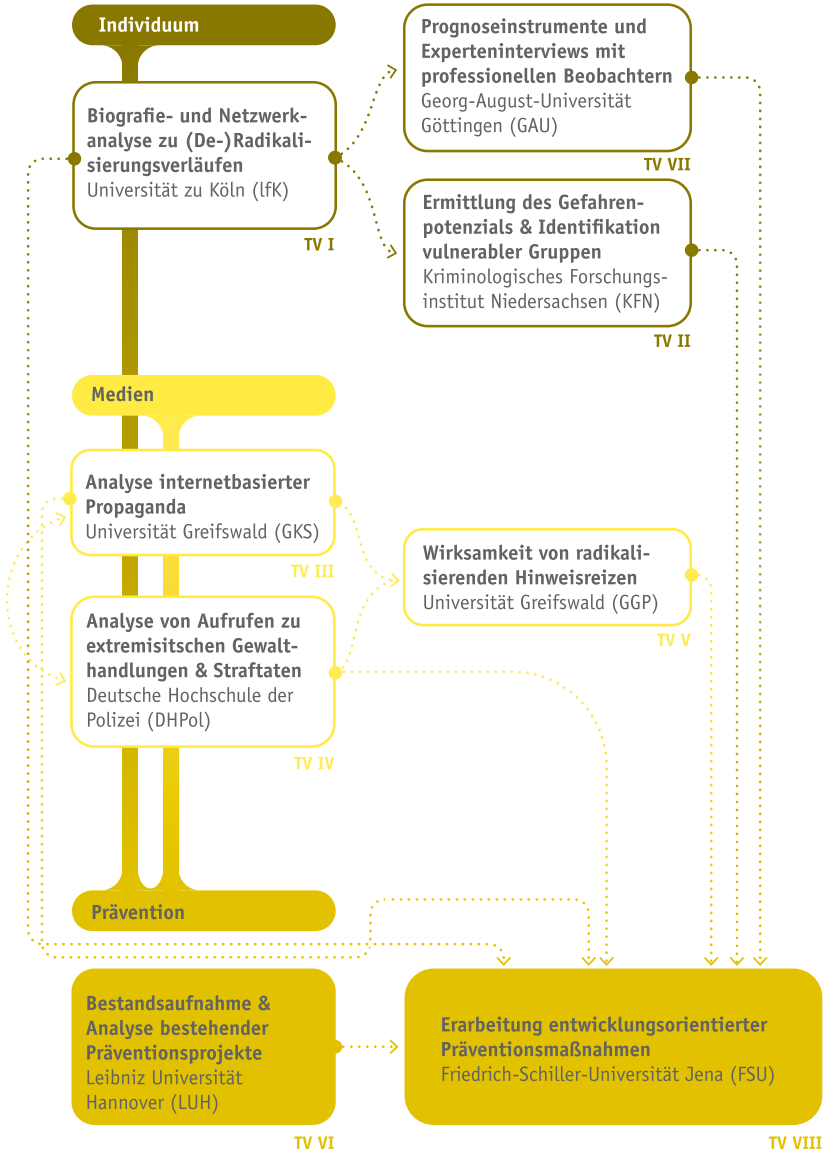 Individuum
Biografie- und Netzwerk-
analyse zu (De-)Radikali-
sierungsverläufen
Universität zu Köln (lfK)
TV I
Prognoseinstrumente und
Experteninterviews mit
professionellen Beobachtern
Georg-August-Universität
Göttingen (GAU)
TV VII
Ermittlung des Gefahren-
potenzials & Identifikation
vulnerabler Gruppen
Kriminologisches Forschungs-
institut Niedersachsen (KFN)
TV II
Medien
Analyse internetbasierter
Propaganda
Universität Greifswald (GKS)
TV III
Analyse von Aufrufen zu
extremisitschen Gewalt-
handlungen & Straftaten
Deutsche Hochschule der
Polizei (DHPol)
TV IV
Wirksamkeit von radikali-
sierenden Hinweisreizen
Universität Greifswald (GGP)
TV V
Prävention
Bestandsaufnahme &
Analyse bestehender
Präventionsprojekte
Leibniz Universität
Hannover (LUH)
TV VI
Erarbeitung entwicklungsorientierter
Präventionsmaßnahmen
Friedrich-Schiller-Universität Jena (FSU)
TV VIII